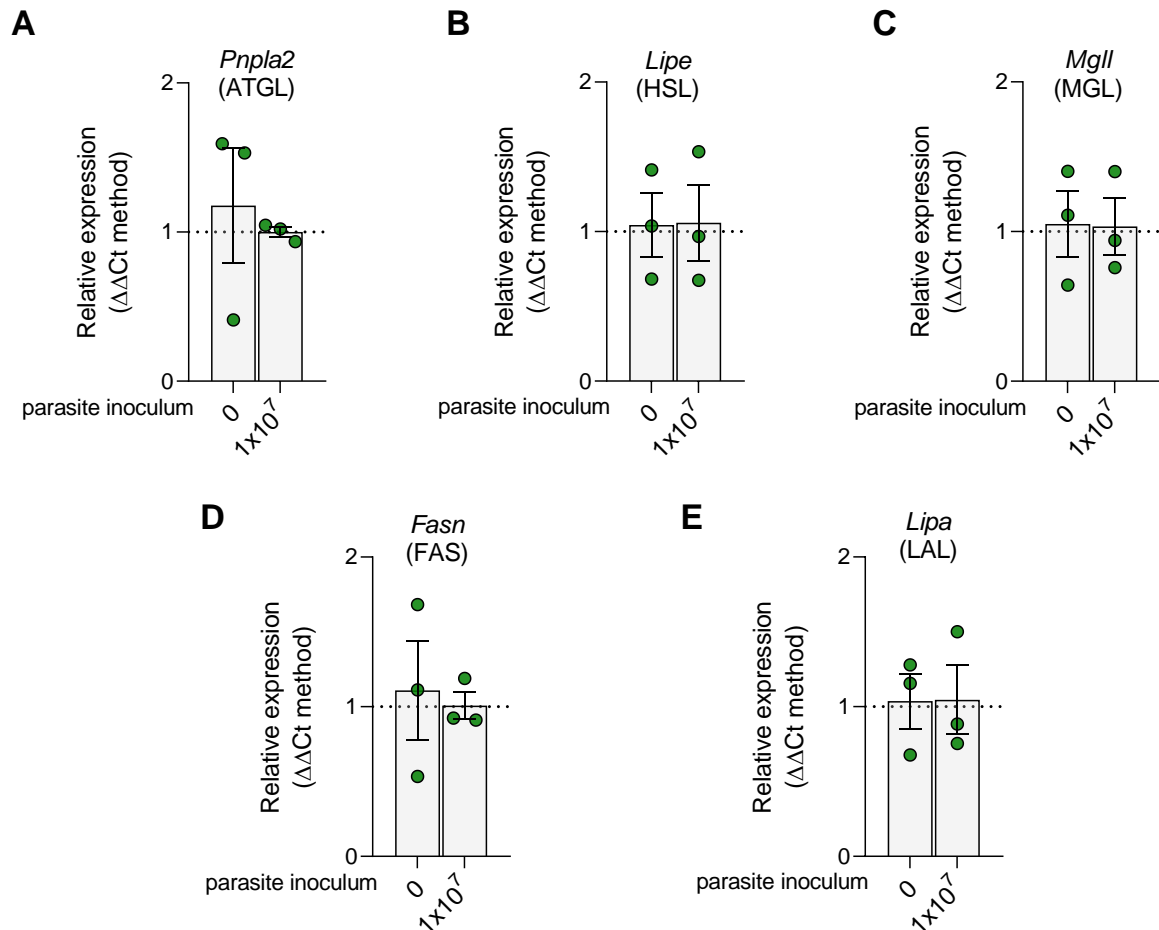 A
Pnpla2
(ATGL)
Relative expression
(ΔΔCt method)
2
1
0
parasite inoculum
0
1x10⁷
B
Lipe
(HSL)
Relative expression
(ΔΔCt method)
2
1
0
parasite inoculum
0
1x10⁷
C
Mgll
(MGL)
Relative expression
(ΔΔCt method)
2
1
0
parasite inoculum
0
1x10⁷
D
Fasn
(FAS)
Relative expression
(ΔΔCt method)
2
1
0
parasite inoculum
0
1x10⁷
E
Lipa
(LAL)
Relative expression
(ΔΔCt method)
2
1
0
parasite inoculum
0
1x10⁷